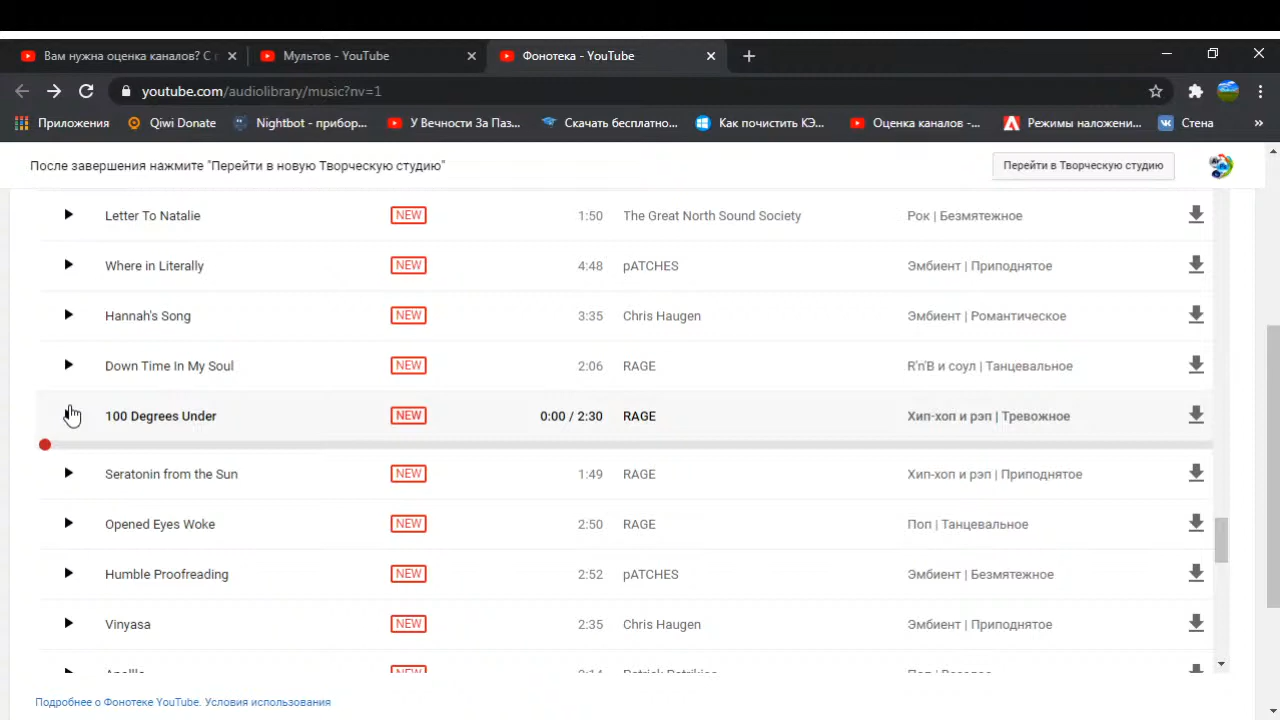 Вам нужна оценка каналов? С
Мультов - YouTube
Фонотека - YouTube
youtube.com/audiolibrary/music?nv=1
Приложения
Qiwi Donate
Nightbot - прибор...
У Вечности За Паз...
Скачать бесплатно...
Как почистить КЭ...
Оценка каналов -...
Режимы наложени...
Стена
После завершения нажмите "Перейти в новую Творческую студию"
Перейти в Творческую студию
Letter To Natalie NEW 1:50 The Great North Sound Society Рок | Безмятежное
Where in Literally NEW 4:48 pATCHES Эмбиент | Приподнятое
Hannah's Song NEW 3:35 Chris Haugen Эмбиент | Романтическое
Down Time In My Soul NEW 2:06 RAGE R'n'B и соул | Танцевальное
100 Degrees Under NEW 0:00 / 2:30 RAGE Хип-хоп и рэп | Тревожное
Seratonin from the Sun NEW 1:49 RAGE Хип-хоп и рэп | Приподнятое
Opened Eyes Woke NEW 2:50 RAGE Поп | Танцевальное
Humble Proofreading NEW 2:52 pATCHES Эмбиент | Безмятежное
Vinyasa NEW 2:35 Chris Haugen Эмбиент | Приподнятое
NEW
Подробнее о Фонотеке YouTube. Условия использования